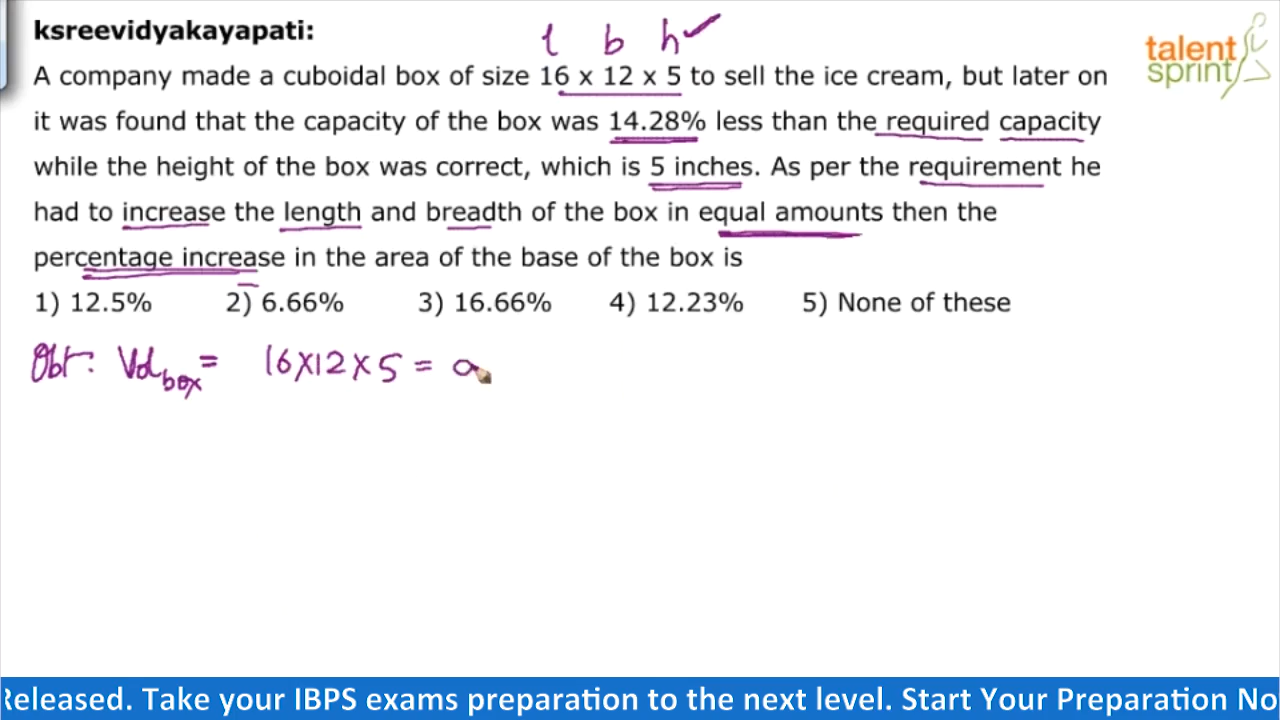 ksreevidyakayapati:
l b h ✓
talent
sprint
A company made a cuboidal box of size 16 x 12 x 5 to sell the ice cream, but later on
it was found that the capacity of the box was 14.28% less than the required capacity
while the height of the box was correct, which is 5 inches. As per the requirement he
had to increase the length and breadth of the box in equal amounts then the
percentage increase in the area of the base of the box is
1) 12.5% 2) 6.66% 3) 16.66% 4) 12.23% 5) None of these
Obt: Vol box = 16x12x5 =
Released. Take your IBPS exams preparation to the next level. Start Your Preparation No